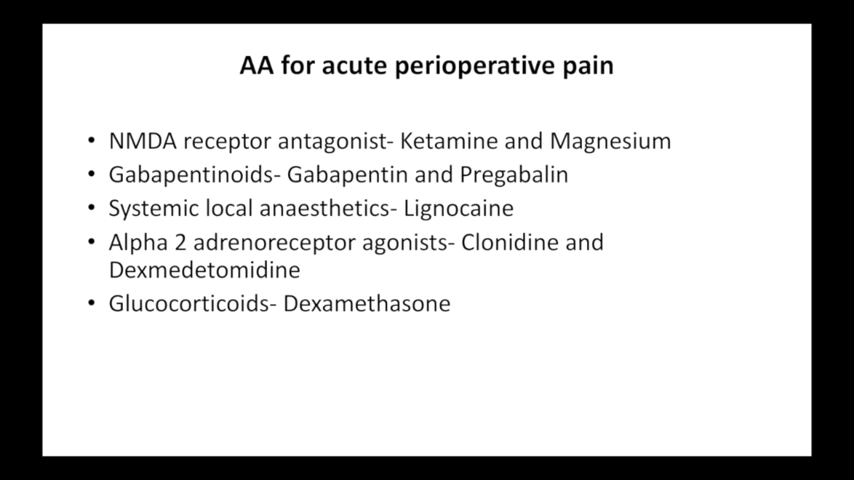 AA for acute perioperative pain
• NMDA receptor antagonist- Ketamine and Magnesium
• Gabapentinoids- Gabapentin and Pregabalin
• Systemic local anaesthetics- Lignocaine
• Alpha 2 adrenoreceptor agonists- Clonidine and
Dexmedetomidine
• Glucocorticoids- Dexamethasone